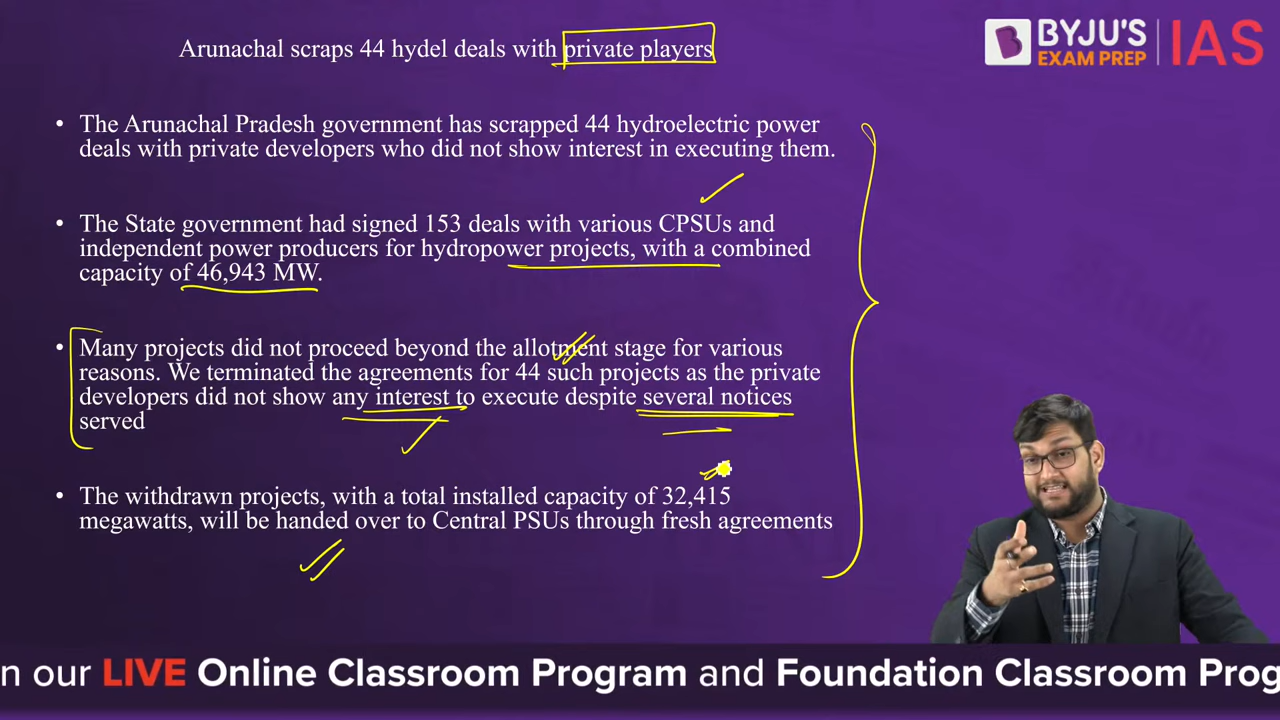 Arunachal scraps 44 hydel deals with private players
BYJU'S
EXAM PREP
IAS
• The Arunachal Pradesh government has scrapped 44 hydroelectric power
deals with private developers who did not show interest in executing them.
• The State government had signed 153 deals with various CPSUs and
independent power producers for hydropower projects, with a combined
capacity of 46,943 MW.
• Many projects did not proceed beyond the allotment stage for various
reasons. We terminated the agreements for 44 such projects as the private
developers did not show any interest to execute despite several notices
served
• The withdrawn projects, with a total installed capacity of 32,415
megawatts, will be handed over to Central PSUs through fresh agreements
n our LIVE Online Classroom Program and Foundation Classroom Prog